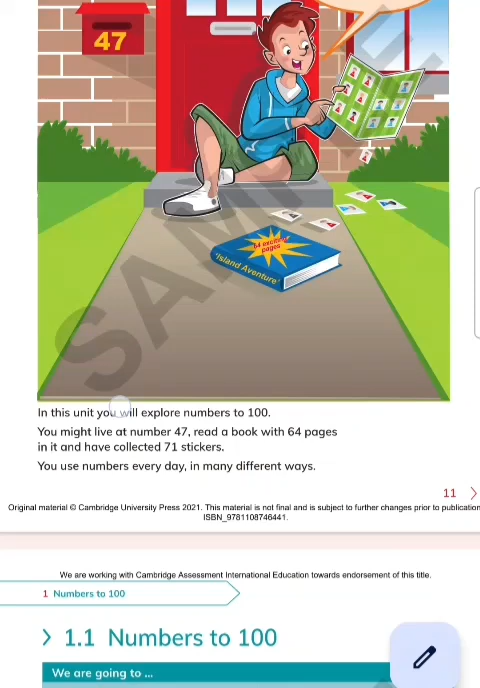 47
64 exciting
pages
'Island Aventure'
SAMPLE
In this unit you will explore numbers to 100.
You might live at number 47, read a book with 64 pages
in it and have collected 71 stickers.
You use numbers every day, in many different ways.
11
Original material © Cambridge University Press 2021. This material is not final and is subject to further changes prior to publication
ISBN_9781108746441.
We are working with Cambridge Assessment International Education towards endorsement of this title.
1 Numbers to 100
1.1 Numbers to 100
We are going to ...